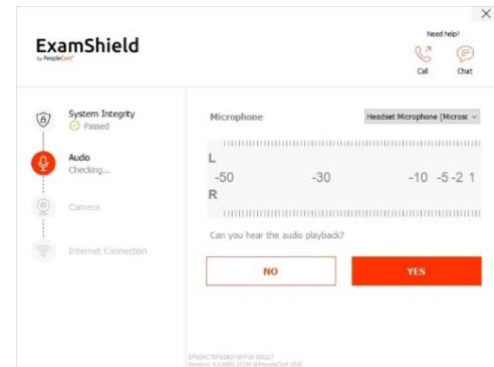 Need help?
ExamShield
by PeopleCert
Call Chat
System Integrity
Passed
Audio
Checking...
Camera
Internet Connection
Microphone
Headset Microphone (Micros
L
-50 -30 -10 -5 -2 1
R
Can you hear the audio playback?
NO YES